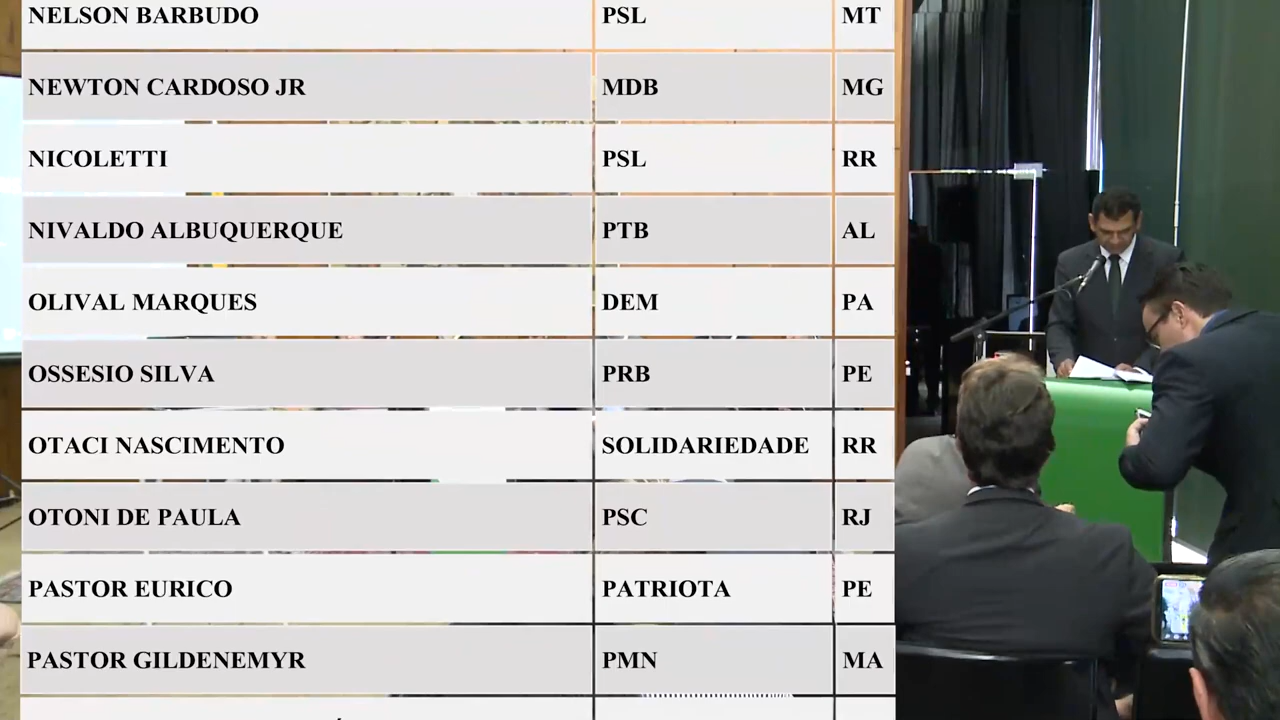 NELSON BARBUDO PSL MT
NEWTON CARDOSO JR MDB MG
NICOLETTI PSL RR
NIVALDO ALBUQUERQUE PTB AL
OLIVAL MARQUES DEM PA
OSSESIO SILVA PRB PE
OTACI NASCIMENTO SOLIDARIEDADE RR
OTONI DE PAULA PSC RJ
PASTOR EURICO PATRIOTA PE
PASTOR GILDENEMYR PMN MA